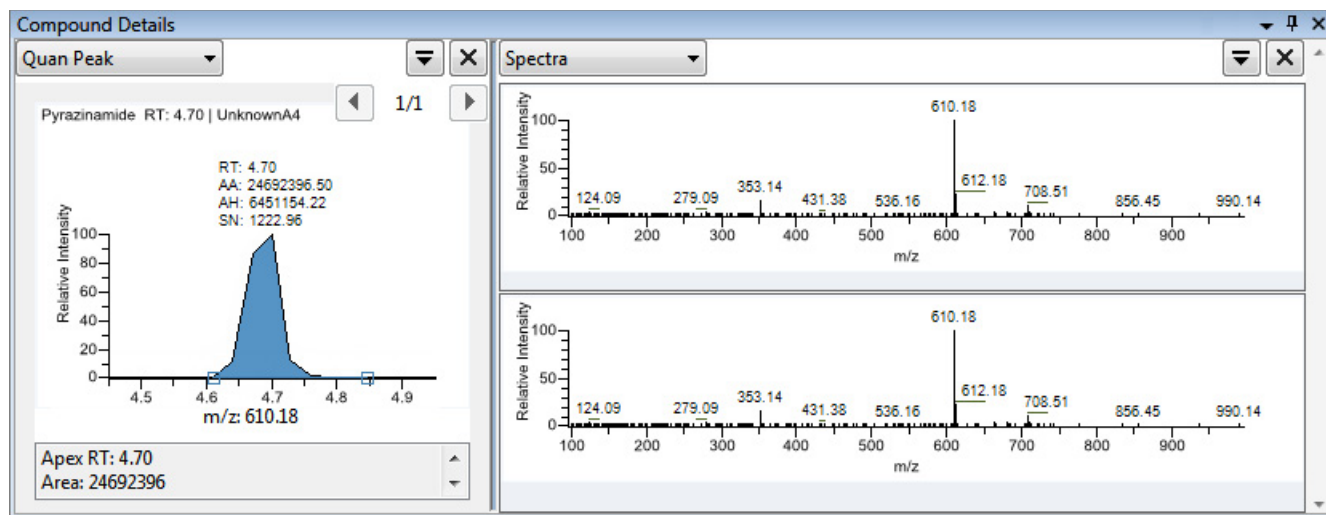 Compound Details
Quan Peak
1/1
Pyrazinamide RT: 4.70 | UnknownA4
RT: 4.70
AA: 24692396.50
AH: 6451154.22
SN: 1222.96
Relative Intensity
100
80
60
40
20
0
4.5 4.6 4.7 4.8 4.9
m/z: 610.18
Apex RT: 4.70
Area: 24692396
Spectra
610.18
Relative Intensity
100
50
0
124.09 279.09 353.14 431.38 536.16 612.18 708.51 856.45 990.14
100 200 300 400 500 600 700 800 900
m/z
610.18
Relative Intensity
100
50
0
124.09 279.09 353.14 431.38 536.16 612.18 708.51 856.45 990.14
100 200 300 400 500 600 700 800 900
m/z